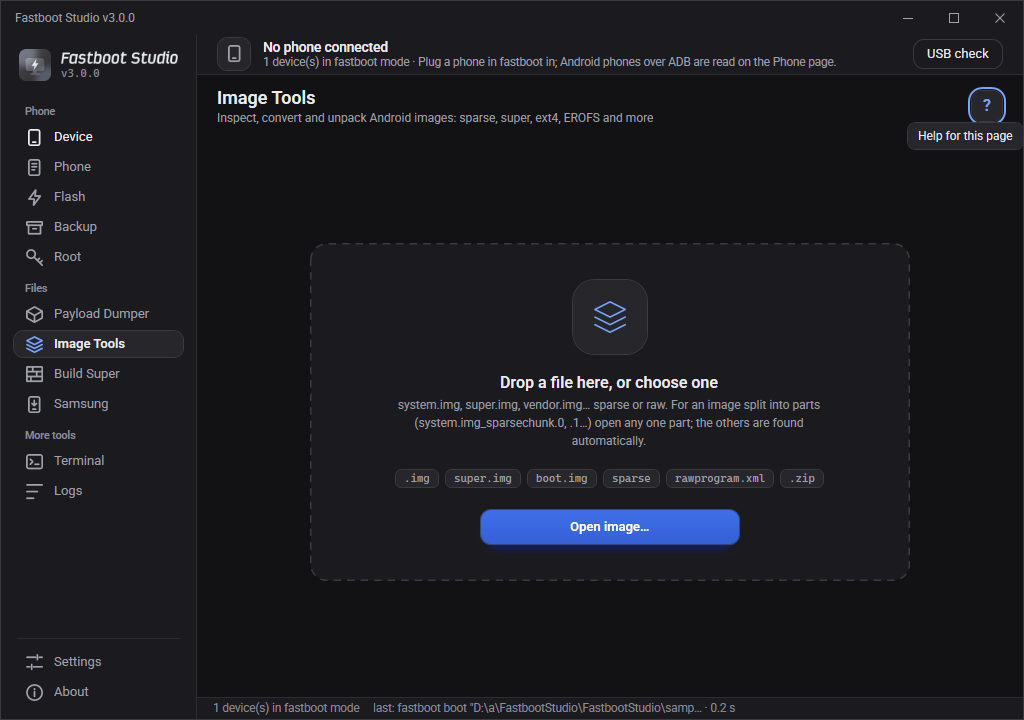 Fastboot Studio v3.0.0
Fastboot Studio
v3.0.0
Phone
Device
Phone
Flash
Backup
Root
Files
Payload Dumper
Image Tools
Build Super
Samsung
More tools
Terminal
Logs
Settings
About
No phone connected
1 device(s) in fastboot mode · Plug a phone in fastboot in; Android phones over ADB are read on the Phone page.
USB check
Image Tools
Inspect, convert and unpack Android images: sparse, super, ext4, EROFS and more
?
Help for this page
Drop a file here, or choose one
system.img, super.img, vendor.img… sparse or raw. For an image split into parts
(system.img_sparsechunk.0, .1…) open any one part; the others are found
automatically.
.img super.img boot.img sparse rawprogram.xml .zip
Open image…
1 device(s) in fastboot mode last: fastboot boot "D:\a\FastbootStudio\FastbootStudio\samp… · 0.2 s